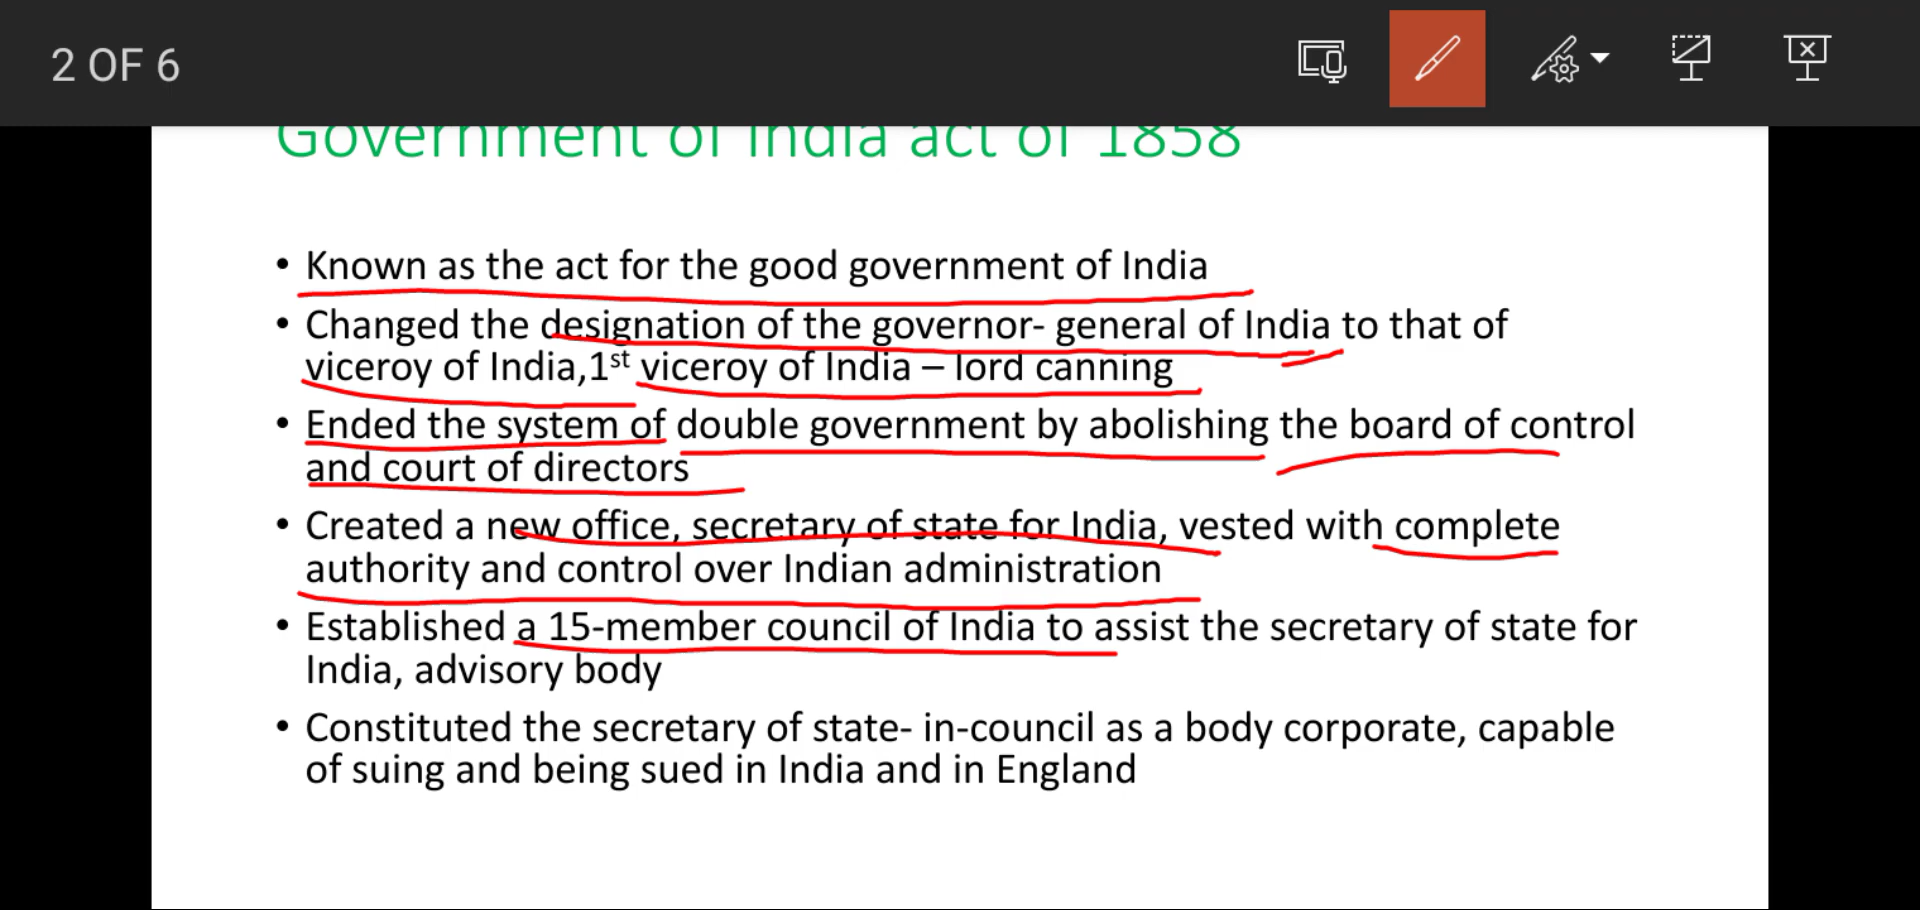 2 OF 6
Government of India act of 1858
• Known as the act for the good government of India
• Changed the designation of the governor- general of India to that of
viceroy of India,1st viceroy of India – lord canning
• Ended the system of double government by abolishing the board of control
and court of directors
• Created a new office, secretary of state for India, vested with complete
authority and control over Indian administration
• Established a 15-member council of India to assist the secretary of state for
India, advisory body
• Constituted the secretary of state- in-council as a body corporate, capable
of suing and being sued in India and in England